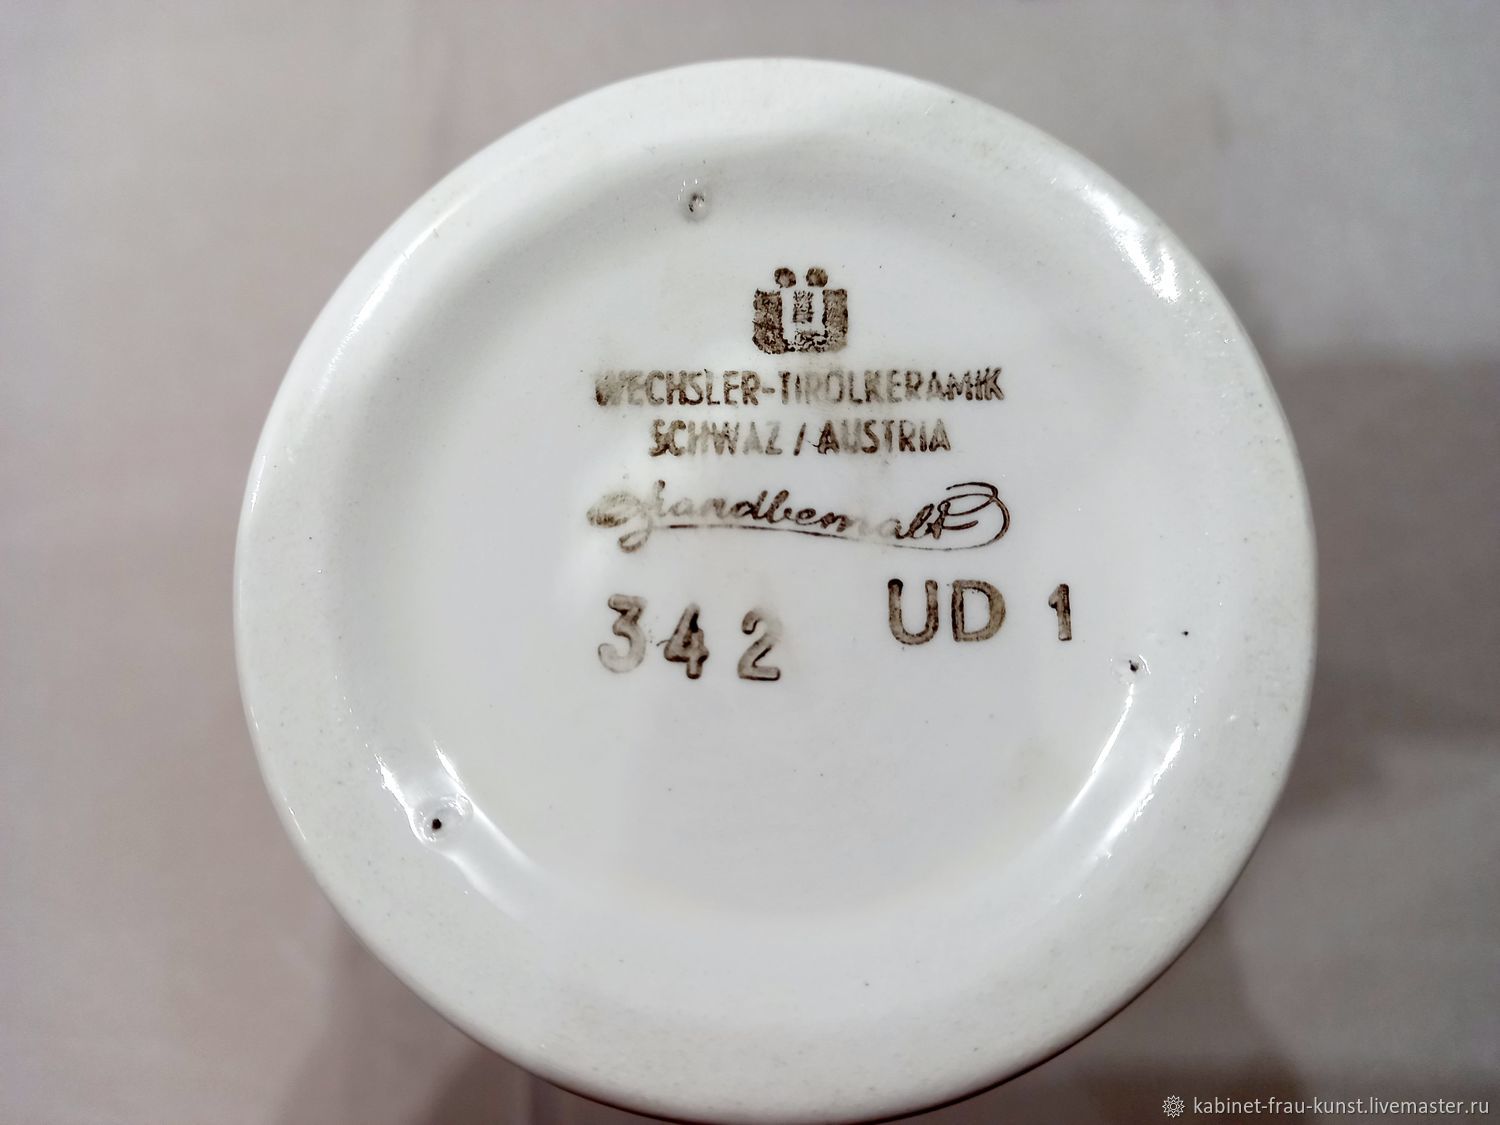 WECHSLER-TIROLKERAMIK
SCHWAZ / AUSTRIA
Handbemalt
342 UD 1
kabinet-frau-kunst.livemaster.ru